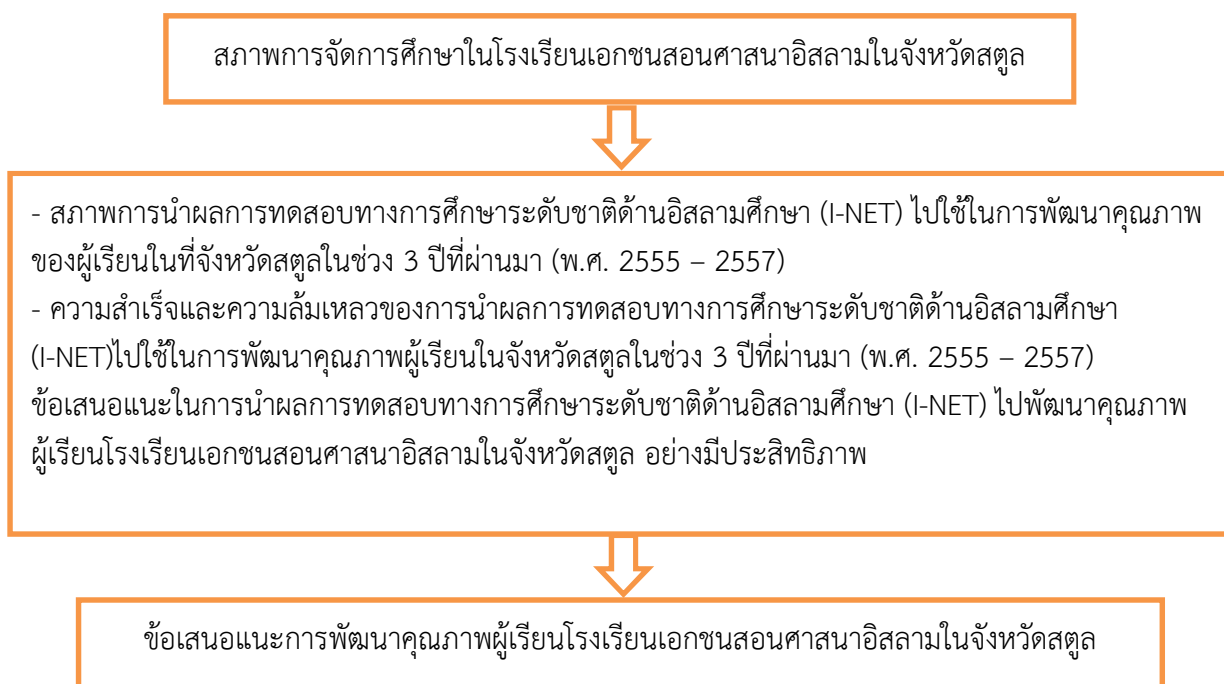 สภาพการจัดการศึกษาในโรงเรียนเอกชนสอนศาสนาอิสลามในจังหวัดสตูล
- สภาพการนำผลการทดสอบทางการศึกษาระดับชาติด้านอิสลามศึกษา (I-NET) ไปใช้ในการพัฒนาคุณภาพ
ของผู้เรียนในที่จังหวัดสตูลในช่วง 3 ปีที่ผ่านมา (พ.ศ. 2555 – 2557)
- ความสำเร็จและความล้มเหลวของการนำผลการทดสอบทางการศึกษาระดับชาติด้านอิสลามศึกษา
(I-NET)ไปใช้ในการพัฒนาคุณภาพผู้เรียนในจังหวัดสตูลในช่วง 3 ปีที่ผ่านมา (พ.ศ. 2555 – 2557)
ข้อเสนอแนะในการนำผลการทดสอบทางการศึกษาระดับชาติด้านอิสลามศึกษา (I-NET) ไปพัฒนาคุณภาพ
ผู้เรียนโรงเรียนเอกชนสอนศาสนาอิสลามในจังหวัดสตูล อย่างมีประสิทธิภาพ
ข้อเสนอแนะการพัฒนาคุณภาพผู้เรียนโรงเรียนเอกชนสอนศาสนาอิสลามในจังหวัดสตูล